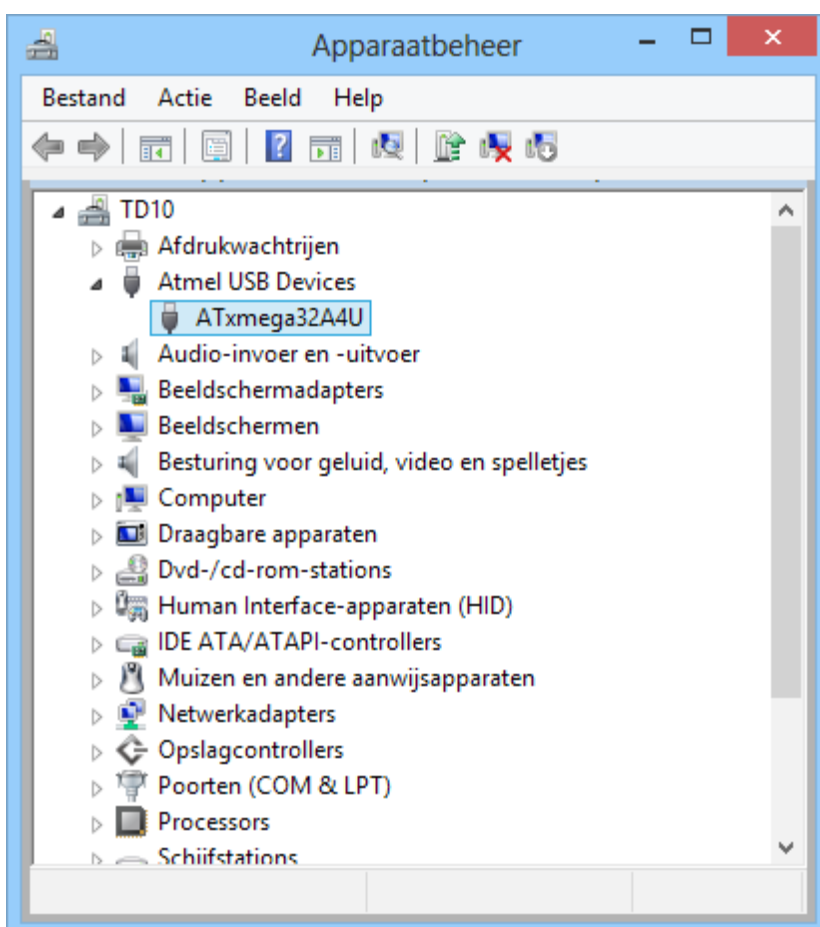 Apparaatbeheer
Bestand Actie Beeld Help
TD10
Afdrukwachtrijen
Atmel USB Devices
ATxmega32A4U
Audio-invoer en -uitvoer
Beeldschermadapters
Beeldschermen
Besturing voor geluid, video en spelletjes
Computer
Draagbare apparaten
Dvd-/cd-rom-stations
Human Interface-apparaten (HID)
IDE ATA/ATAPI-controllers
Muizen en andere aanwijsapparaten
Netwerkadapters
Opslagcontrollers
Poorten (COM & LPT)
Processors
Schijfstations